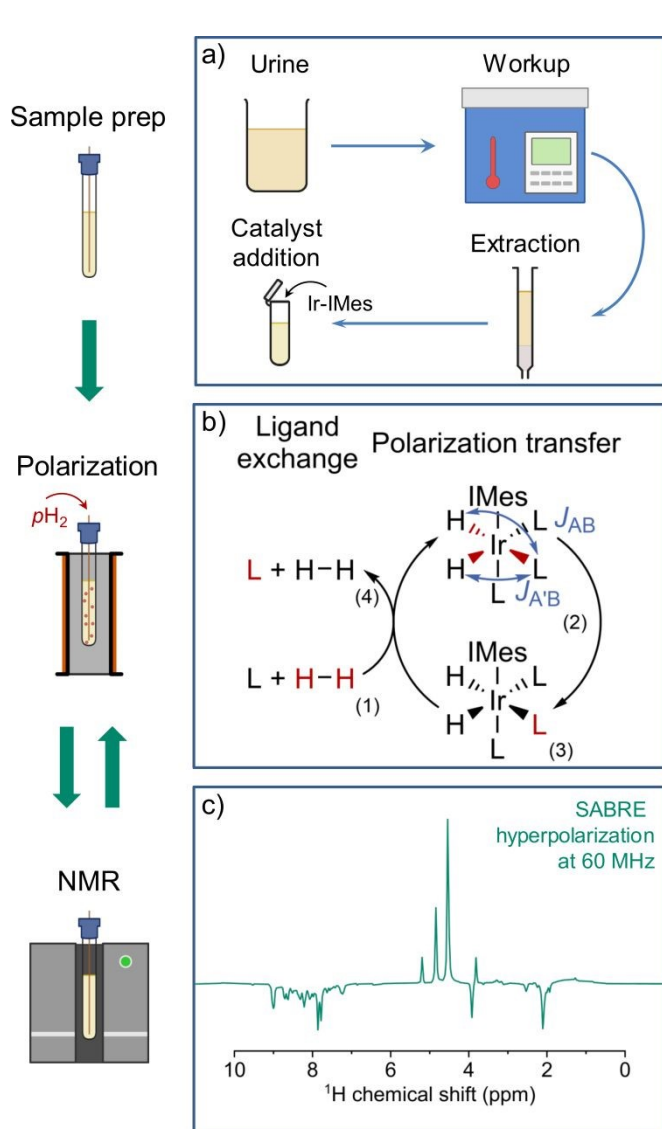 Sample prep
Polarization
pH₂
NMR
a)
Urine
Workup
Catalyst
addition
Ir-IMes
Extraction
b)
Ligand
exchange
Polarization transfer
IMes
H L J_AB
Ir
H L
L J_A'B
L + H-H
(4)
(2)
L + H-H
(1)
IMes
H L
Ir
H L
L
(3)
c)
SABRE
hyperpolarization
at 60 MHz
10 8 6 4 2 0
¹H chemical shift (ppm)